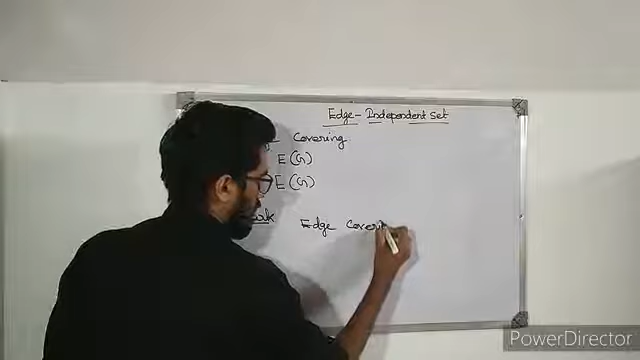 Edge - Independent Set
Covering
E(G)
E(G)
Edge Coveri
PowerDirector